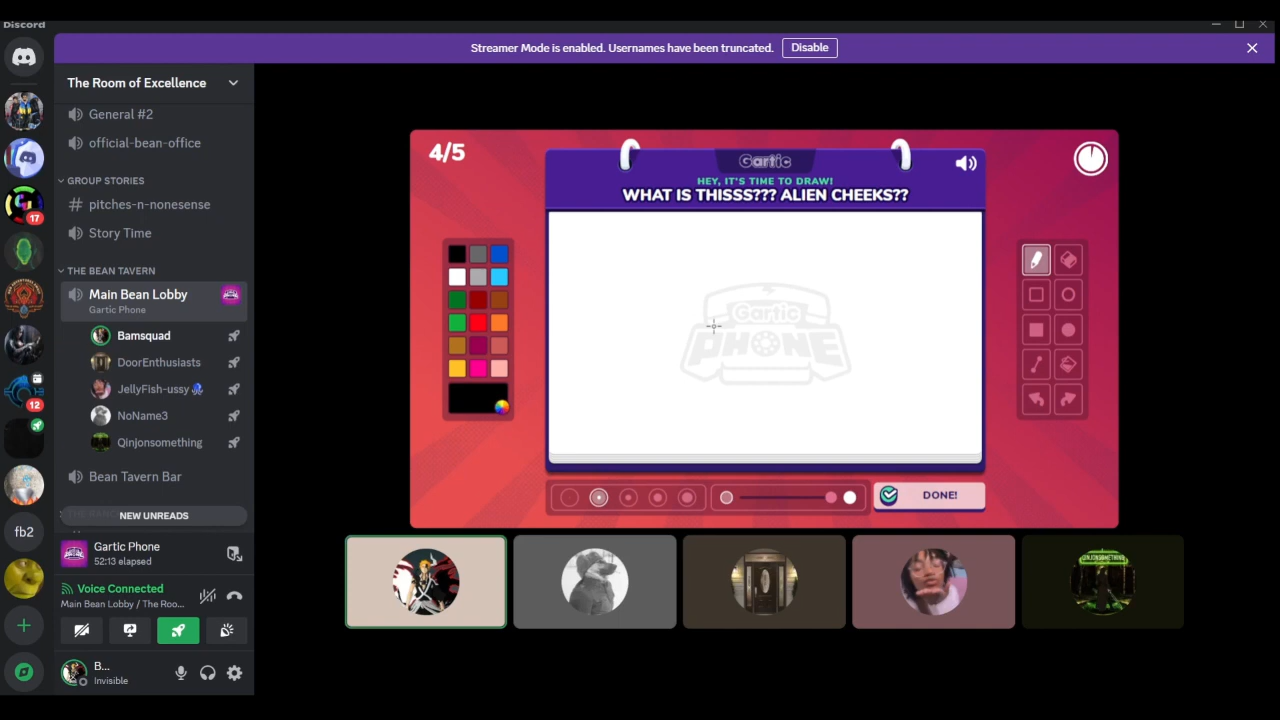 Discord
Streamer Mode is enabled. Usernames have been truncated.
Disable
The Room of Excellence
General #2
official-bean-office
GROUP STORIES
pitches-n-nonesense
Story Time
THE BEAN TAVERN
Main Bean Lobby
Gartic Phone
Bamsquad
DoorEnthusiasts
JellyFish-ussy
NoName3
Qinjonsomething
Bean Tavern Bar
NEW UNREADS
17
12
fb2
Gartic Phone
52:13 elapsed
Voice Connected
Main Bean Lobby / The Roo...
B...
Invisible
4/5
Gartic
HEY, IT'S TIME TO DRAW!
WHAT IS THISSS??? ALIEN CHEEKS??
Gartic
PHONE
DONE!
QINJONSOMETHING